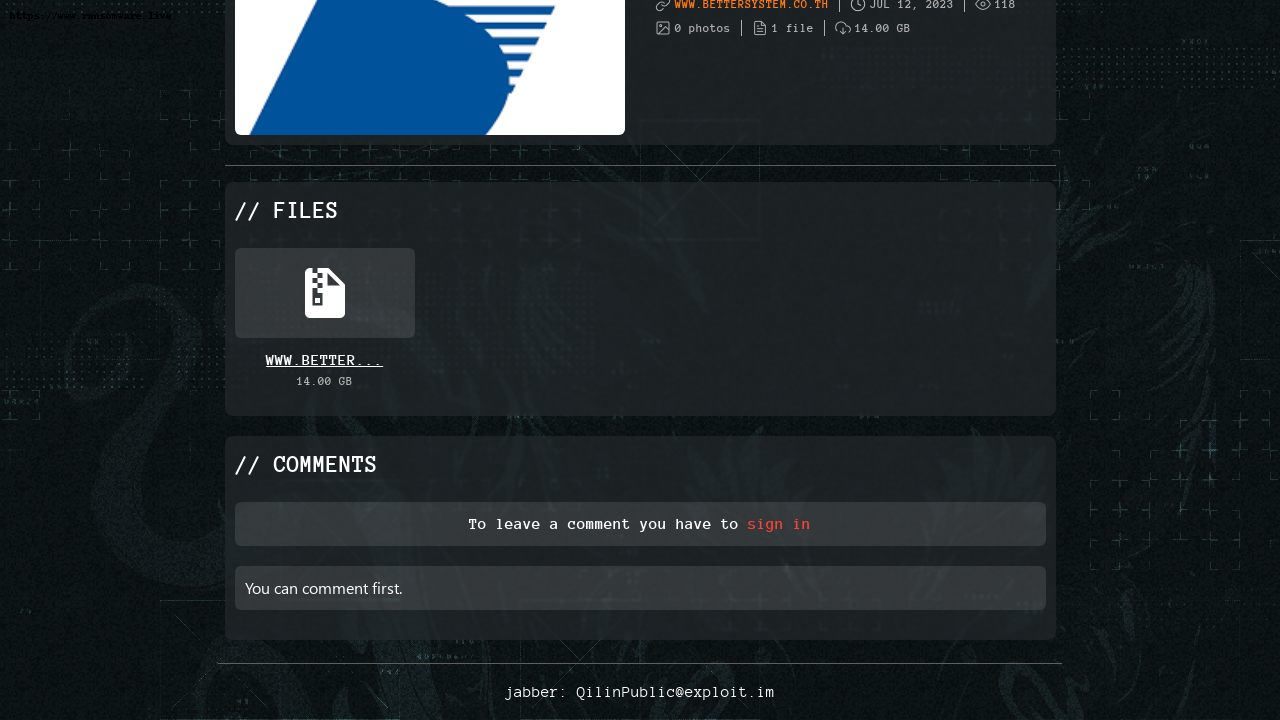 https://www.ransomware.live
WWW.BETTERSYSTEM.CO.TH | JUL 12, 2023 | 118
0 photos | 1 file | 14.00 GB
// FILES
WWW.BETTER...
14.00 GB
// COMMENTS
To leave a comment you have to sign in
You can comment first.
jabber: QilinPublic@exploit.im